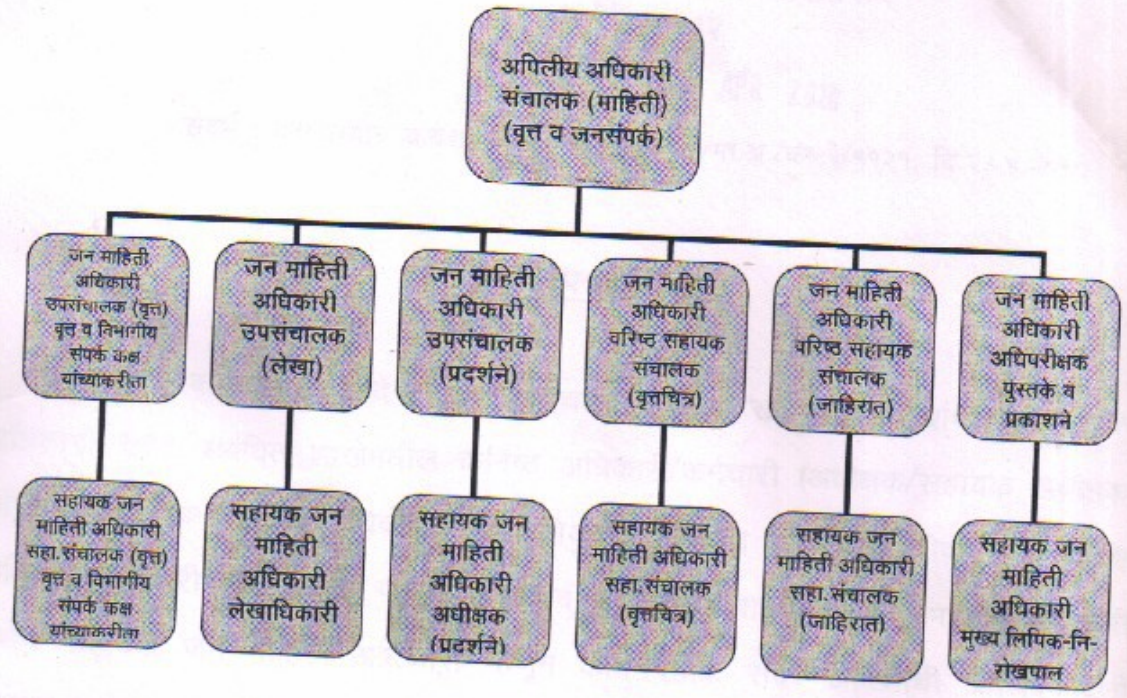 अपिलीय अधिकारी
संचालक (माहिती)
(वृत्त व जनसंपर्क)
जन माहिती
अधिकारी
उपसंचालक (वृत्त)
वृत्त व विभागीय
संपर्क कक्ष
यांच्याकरीता
जन माहिती
अधिकारी
उपसंचालक
(लेखा)
जन माहिती
अधिकारी
उपसंचालक
(प्रदर्शने)
जन माहिती
अधिकारी
वरिष्ठ सहायक
संचालक
(वृत्तचित्र)
जन माहिती
अधिकारी
वरिष्ठ सहायक
संचालक
(जाहिरात)
जन माहिती
अधिकारी
अधिपरीक्षक
पुस्तके व
प्रकाशने
सहायक जन
माहिती अधिकारी
सहा.संचालक (वृत्त)
वृत्त व विभागीय
संपर्क कक्ष
यांच्याकरीता
सहायक जन
माहिती
अधिकारी
लेखाधिकारी
सहायक जन
माहिती
अधिकारी
अधीक्षक
(प्रदर्शने)
सहायक जन
माहिती अधिकारी
सहा.संचालक
(वृत्तचित्र)
सहायक जन
माहिती अधिकारी
सहा.संचालक
(जाहिरात)
सहायक जन
माहिती
अधिकारी
मुख्य लिपिक-नि-
रोखपाल